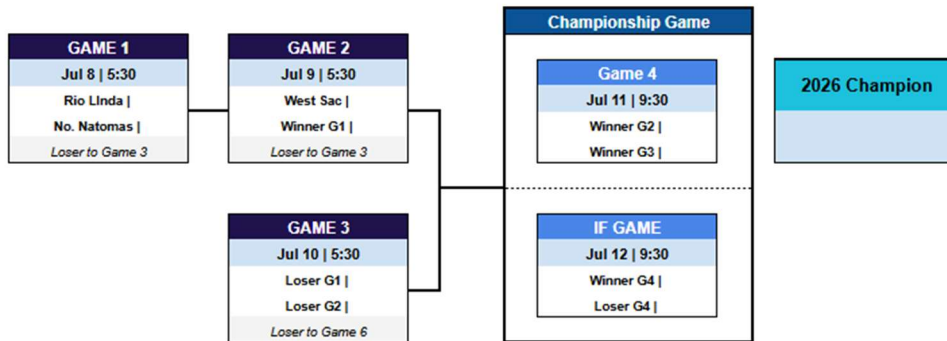 GAME 1
Jul 8 | 5:30
Rio LInda |
No. Natomas |
Loser to Game 3
GAME 2
Jul 9 | 5:30
West Sac |
Winner G1 |
Loser to Game 3
GAME 3
Jul 10 | 5:30
Loser G1 |
Loser G2 |
Loser to Game 6
Championship Game
Game 4
Jul 11 | 9:30
Winner G2 |
Winner G3 |
IF GAME
Jul 12 | 9:30
Winner G4 |
Loser G4 |
2026 Champion